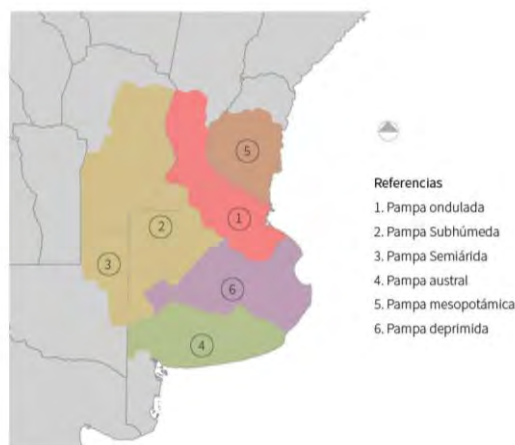 5
1
2
3
6
4
Referencias
1. Pampa ondulada
2. Pampa Subhúmeda
3. Pampa Semiárida
4. Pampa austral
5. Pampa mesopotámica
6. Pampa deprimida